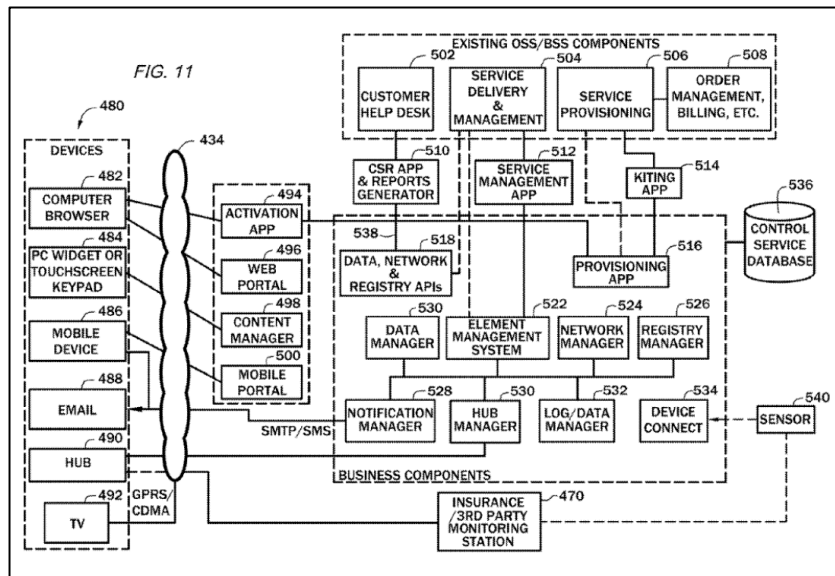 FIG. 11
480
434
DEVICES
482
COMPUTER
BROWSER
484
PC WIDGET OR
TOUCHSCREEN
KEYPAD
486
MOBILE
DEVICE
488
EMAIL
490
HUB
492
TV
GPRS/
CDMA
494
ACTIVATION
APP
496
WEB
PORTAL
498
CONTENT
MANAGER
500
MOBILE
PORTAL
EXISTING OSS/BSS COMPONENTS
502
CUSTOMER
HELP DESK
504
SERVICE
DELIVERY
&
MANAGEMENT
506
SERVICE
PROVISIONING
508
ORDER
MANAGEMENT,
BILLING, ETC.
510
CSR APP
& REPORTS
GENERATOR
512
SERVICE
MANAGEMENT
APP
514
KITING
APP
538
518
DATA, NETWORK
&
REGISTRY APIs
516
PROVISIONING
APP
536
CONTROL
SERVICE
DATABASE
530
DATA
MANAGER
522
ELEMENT
MANAGEMENT
SYSTEM
524
NETWORK
MANAGER
526
REGISTRY
MANAGER
528
NOTIFICATION
MANAGER
530
HUB
MANAGER
532
LOG/DATA
MANAGER
534
DEVICE
CONNECT
540
SENSOR
SMTP/SMS
BUSINESS COMPONENTS
470
INSURANCE
/3RD PARTY
MONITORING
STATION